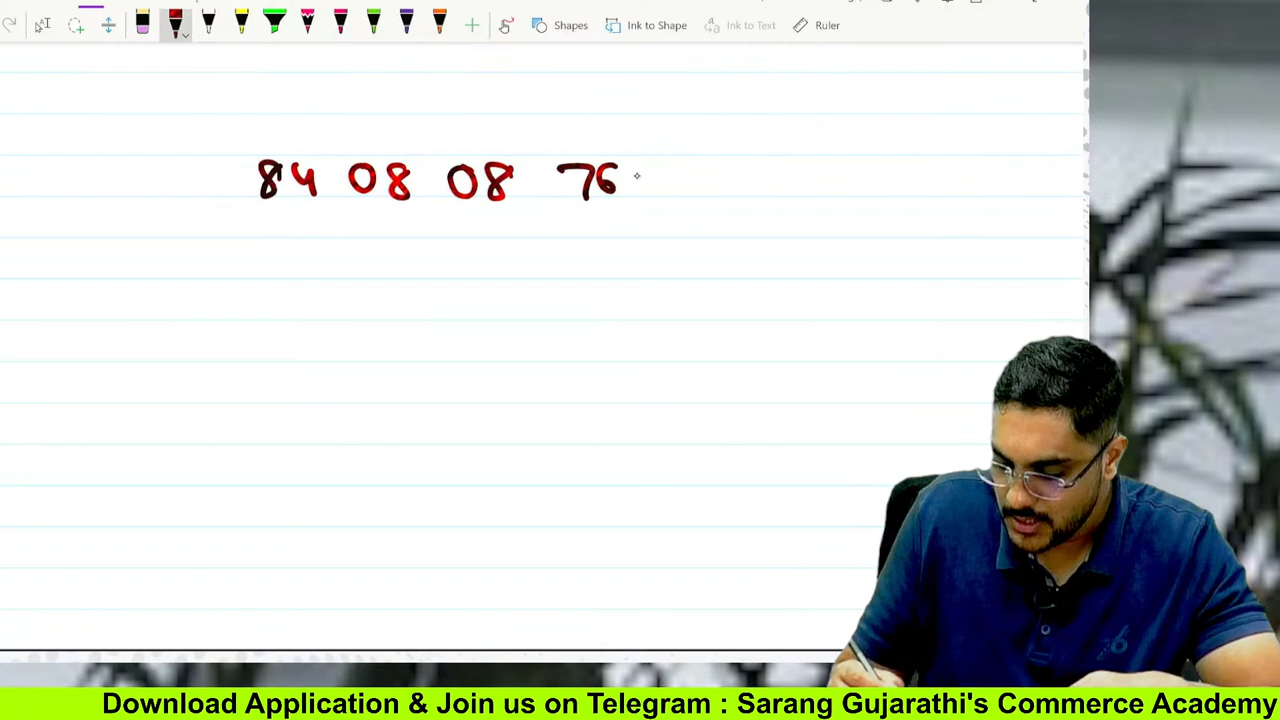 Shapes Ink to Shape Ink to Text Ruler
84 08 08 76
Download Application & Join us on Telegram : Sarang Gujarathi's Commerce Academy